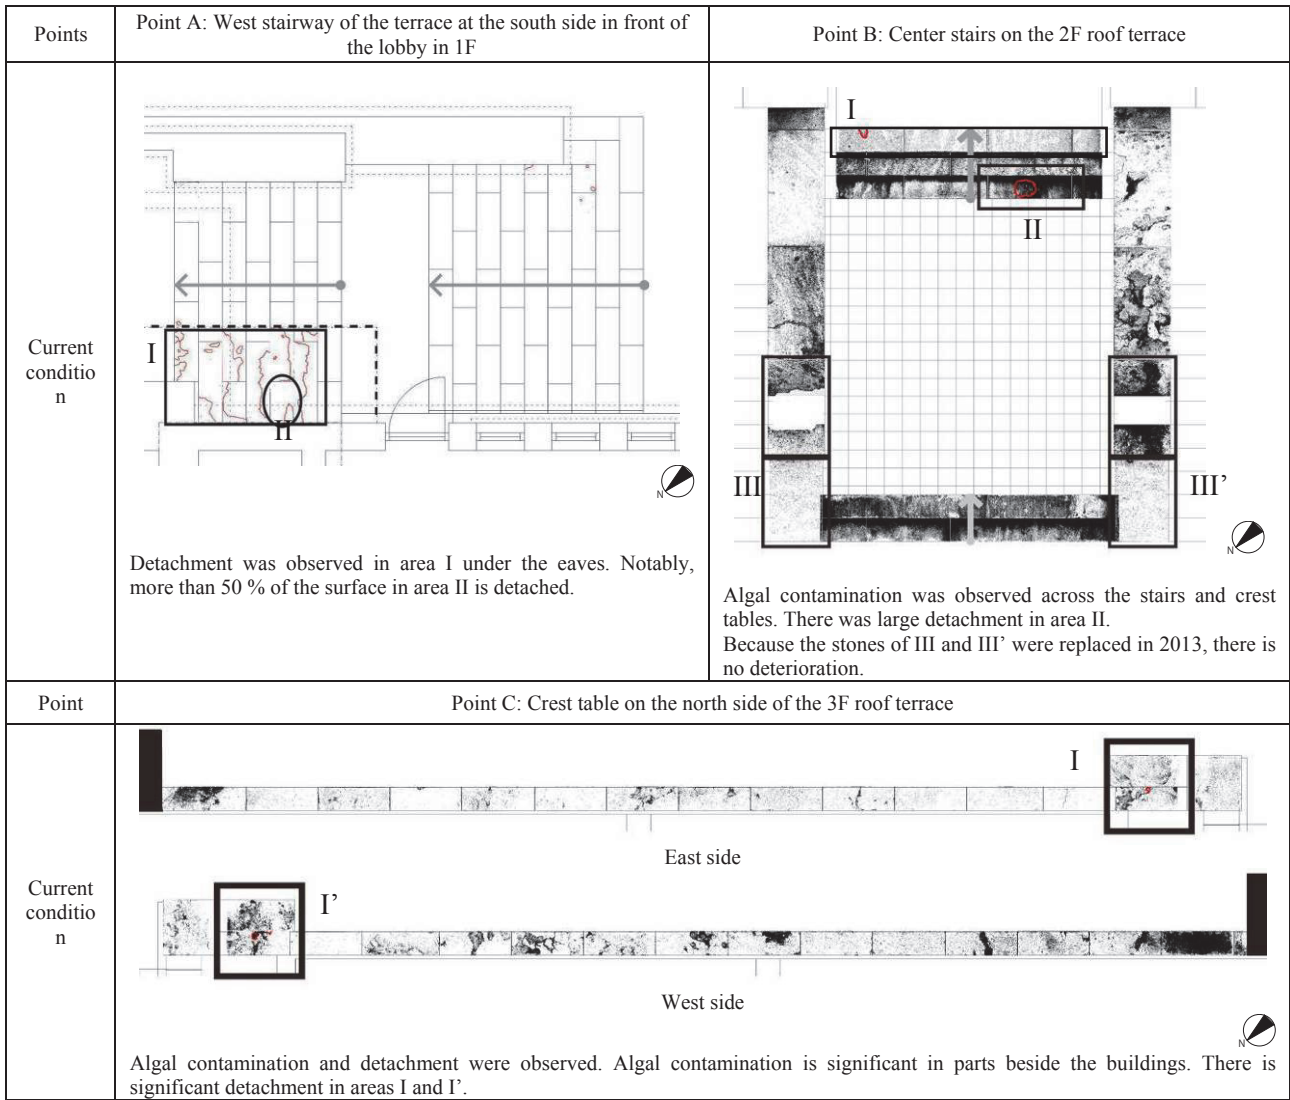 Points
Point A: West stairway of the terrace at the south side in front of
the lobby in 1F
Point B: Center stairs on the 2F roof terrace
Current
conditio
n
I
II
N
Detachment was observed in area I under the eaves. Notably,
more than 50 % of the surface in area II is detached.
I
II
III
III’
N
Algal contamination was observed across the stairs and crest
tables. There was large detachment in area II.
Because the stones of III and III’ were replaced in 2013, there is
no deterioration.
Point
Point C: Crest table on the north side of the 3F roof terrace
Current
conditio
n
I
East side
I’
West side
N
Algal contamination and detachment were observed. Algal contamination is significant in parts beside the buildings. There is
significant detachment in areas I and I’.